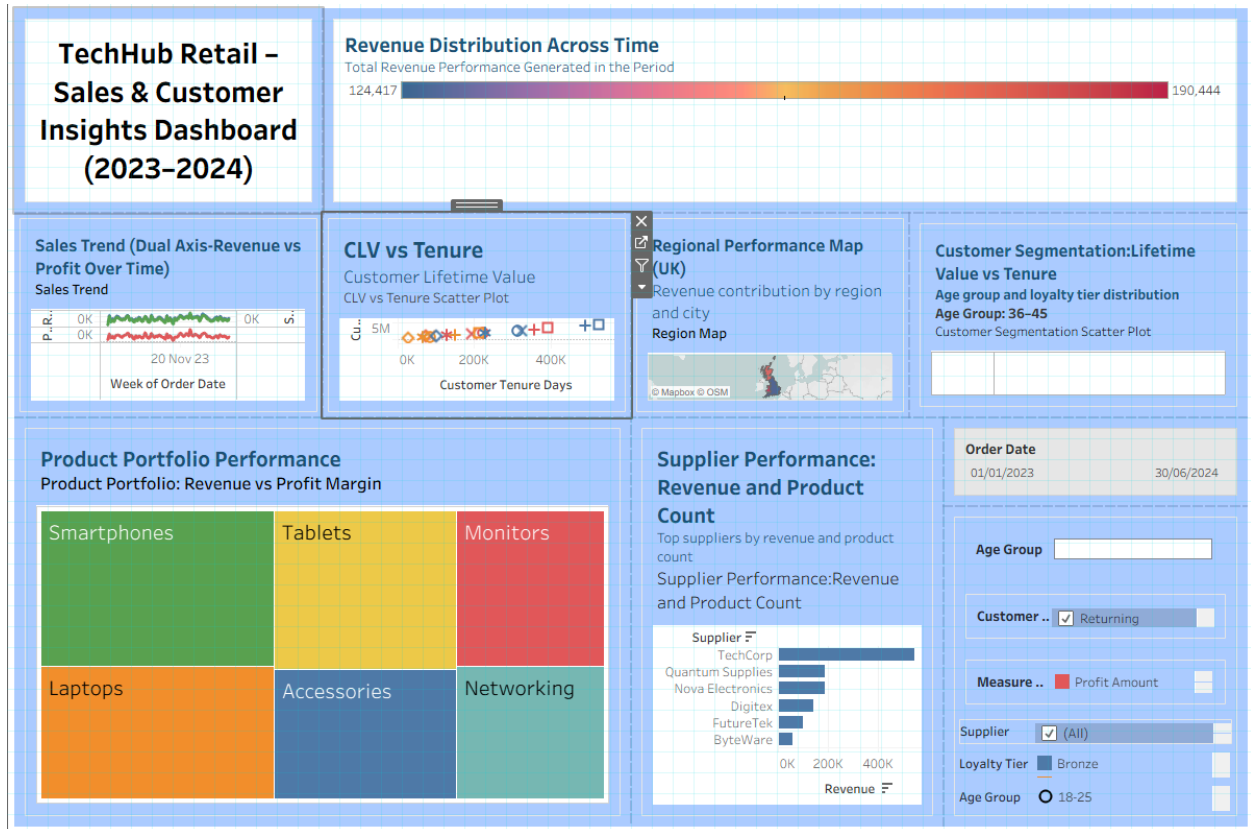 TechHub Retail –
Sales & Customer
Insights Dashboard
(2023–2024)
Revenue Distribution Across Time
Total Revenue Performance Generated in the Period
124,417
190,444
Sales Trend (Dual Axis-Revenue vs
Profit Over Time)
Sales Trend
R..
P..
0K
0K
0K
S..
20 Nov 23
Week of Order Date
CLV vs Tenure
Customer Lifetime Value
CLV vs Tenure Scatter Plot
Cu..
5M
0K 200K 400K
Customer Tenure Days
Regional Performance Map
(UK)
Revenue contribution by region
and city
Region Map
© Mapbox © OSM
Customer Segmentation:Lifetime
Value vs Tenure
Age group and loyalty tier distribution
Age Group: 36–45
Customer Segmentation Scatter Plot
Product Portfolio Performance
Product Portfolio: Revenue vs Profit Margin
Smartphones
Tablets
Monitors
Laptops
Accessories
Networking
Supplier Performance:
Revenue and Product
Count
Top suppliers by revenue and product
count
Supplier Performance:Revenue
and Product Count
Supplier
TechCorp
Quantum Supplies
Nova Electronics
Digitex
FutureTek
ByteWare
0K 200K 400K
Revenue
Order Date
01/01/2023 30/06/2024
Age Group
Customer .. Returning
Measure .. Profit Amount
Supplier (All)
Loyalty Tier Bronze
Age Group 18-25